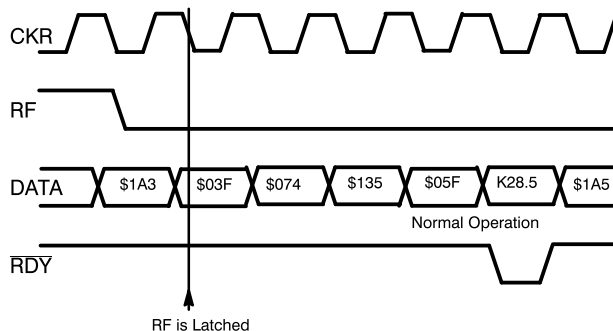 CKR
RF
DATA $1A3 $03F $074 $135 $05F K28.5 $1A5
Normal Operation
RDY
RF is Latched